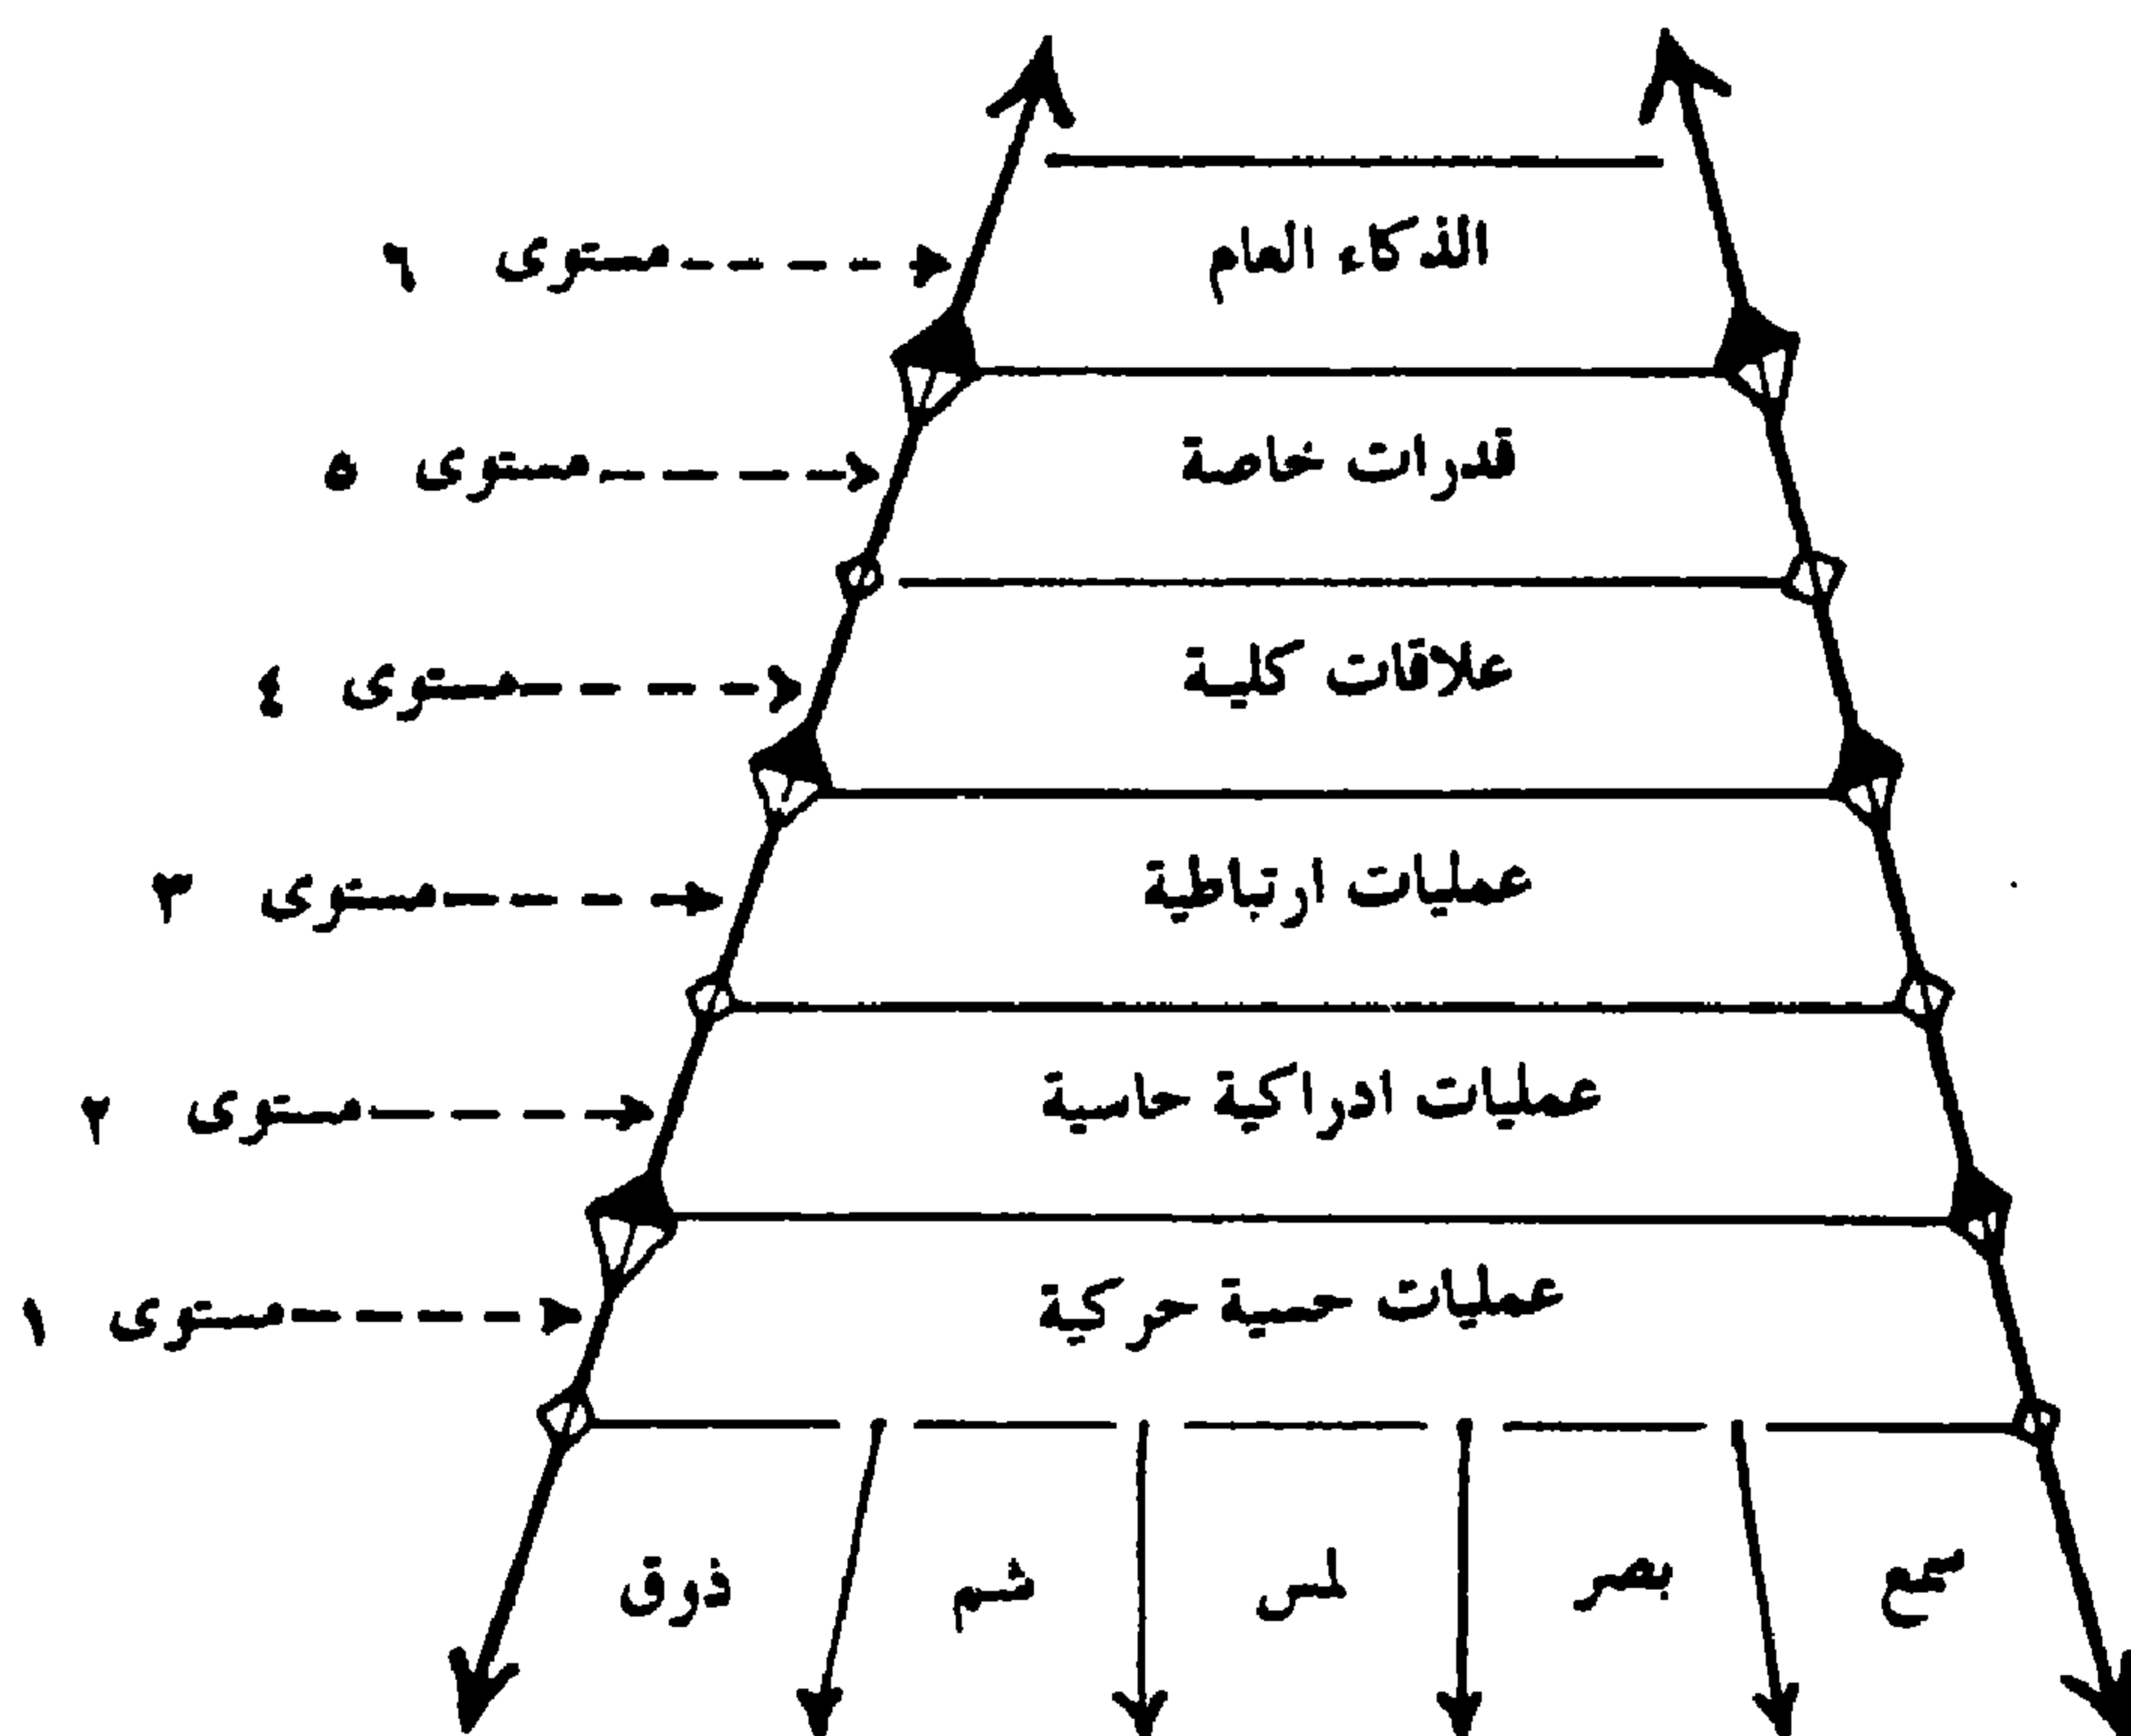 الذكاء العام
مستوى ٦
قدرات خاصة
مستوى ٥
علاقات كلية
مستوى ٤
عمليات ارتباطية
مستوى ٣
عمليات ادراكية حاسية
مستوى ٢
عمليات حسية حركية
مستوى ١
سمع بصر لمس شم ذوق